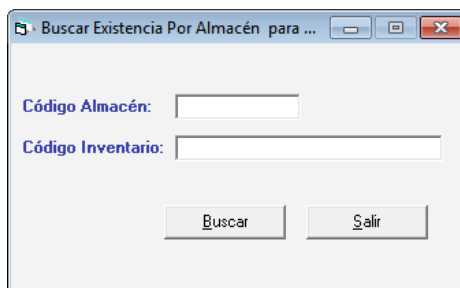 Buscar Existencia Por Almacén para ...
Código Almacén:
Código Inventario:
Buscar Salir